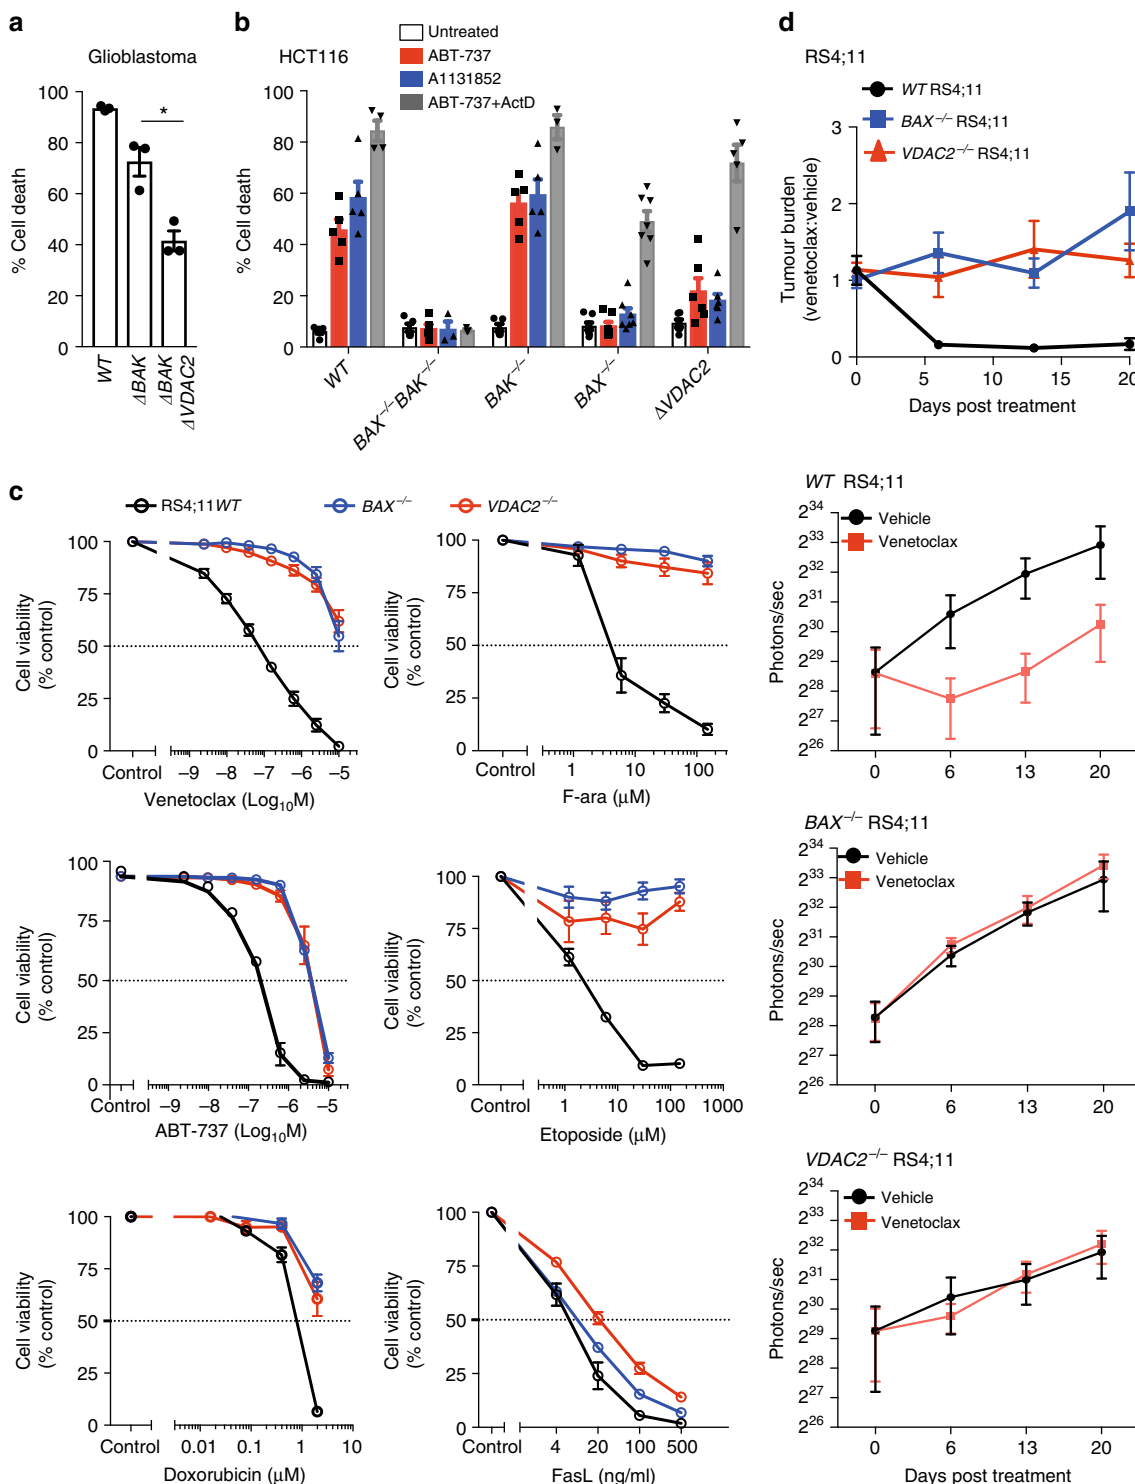 a
Glioblastoma
*
% Cell death
100
80
60
40
20
0
WT
ΔBAK
ΔBAK
ΔVDAC2
b
HCT116
Untreated
ABT-737
A1131852
ABT-737+ActD
% Cell death
100
80
60
40
20
0
WT
BAX–/–BAK–/–
BAK–/–
BAX–/–
ΔVDAC2
d
RS4;11
WT RS4;11
BAX–/– RS4;11
VDAC2–/– RS4;11
Tumour burden
(venetoclax:vehicle)
3
2
1
0
0 5 10 15 20
Days post treatment
c
RS4;11WT
BAX–/–
VDAC2–/–
Cell viability
(% control)
100
75
50
25
0
Control –9 –8 –7 –6 –5
Venetoclax (Log10M)
Cell viability
(% control)
100
75
50
25
0
Control 1 10 100
F-ara (μM)
Cell viability
(% control)
100
75
50
25
0
Control –9 –8 –7 –6 –5
ABT-737 (Log10M)
Cell viability
(% control)
100
75
50
25
0
Control 1 10 100 1000
Etoposide
(μM)
Cell viability
(% control)
100
75
50
25
0
Control 0.01 0.1 1 10
Doxorubicin (μM)
Cell viability
(% control)
100
75
50
25
0
Control 4 20 100 500
FasL (ng/ml)
WT RS4;11
Vehicle
Venetoclax
Photons/sec
2^34
2^33
2^32
2^31
2^30
2^29
2^28
2^27
2^26
0 6 13 20
BAX–/– RS4;11
Vehicle
Venetoclax
Photons/sec
2^34
2^33
2^32
2^31
2^30
2^29
2^28
2^27
2^26
0 6 13 20
VDAC2–/– RS4;11
Vehicle
Venetoclax
Photons/sec
2^34
2^33
2^32
2^31
2^30
2^29
2^28
2^27
2^26
0 6 13 20
Days post treatment